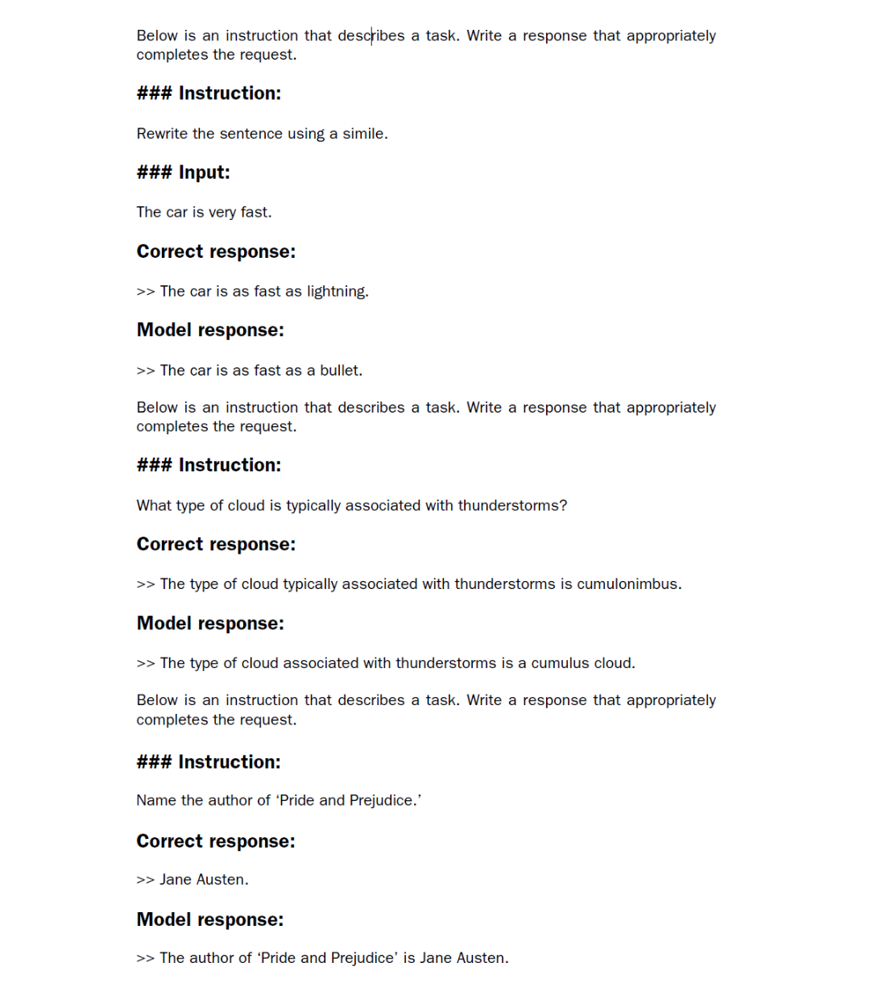 Below is an instruction that describes a task. Write a response that appropriately
completes the request.
### Instruction:
Rewrite the sentence using a simile.
### Input:
The car is very fast.
Correct response:
>> The car is as fast as lightning.
Model response:
>> The car is as fast as a bullet.
Below is an instruction that describes a task. Write a response that appropriately
completes the request.
### Instruction:
What type of cloud is typically associated with thunderstorms?
Correct response:
>> The type of cloud typically associated with thunderstorms is cumulonimbus.
Model response:
>> The type of cloud associated with thunderstorms is a cumulus cloud.
Below is an instruction that describes a task. Write a response that appropriately
completes the request.
### Instruction:
Name the author of ‘Pride and Prejudice.’
Correct response:
>> Jane Austen.
Model response:
>> The author of ‘Pride and Prejudice’ is Jane Austen.